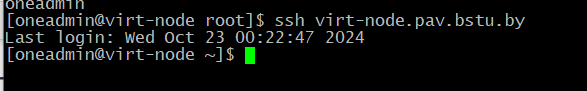 oneadmin
[oneadmin@virt-node root]$ ssh virt-node.pav.bstu.by
Last login: Wed Oct 23 00:22:47 2024
[oneadmin@virt-node ~]$